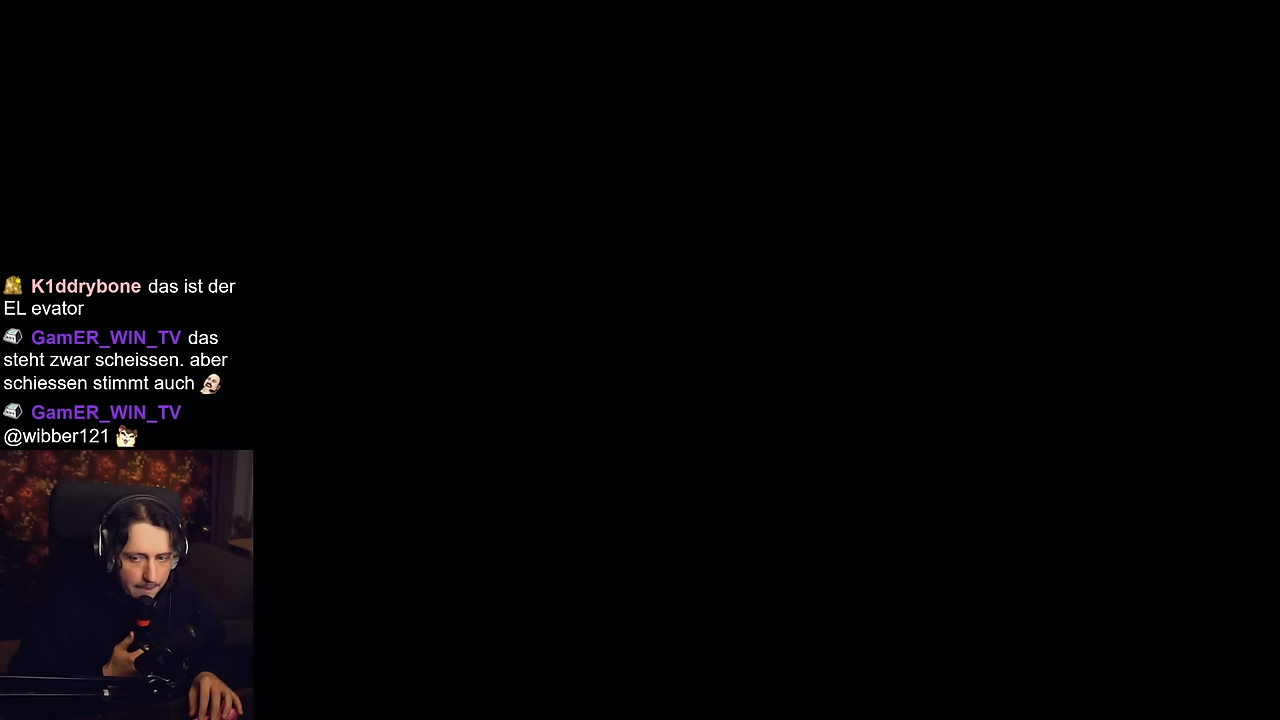 K1ddrybone das ist der
EL evator
GamER_WIN_TV das
steht zwar scheissen. aber
schiessen stimmt auch
GamER_WIN_TV
@wibber121